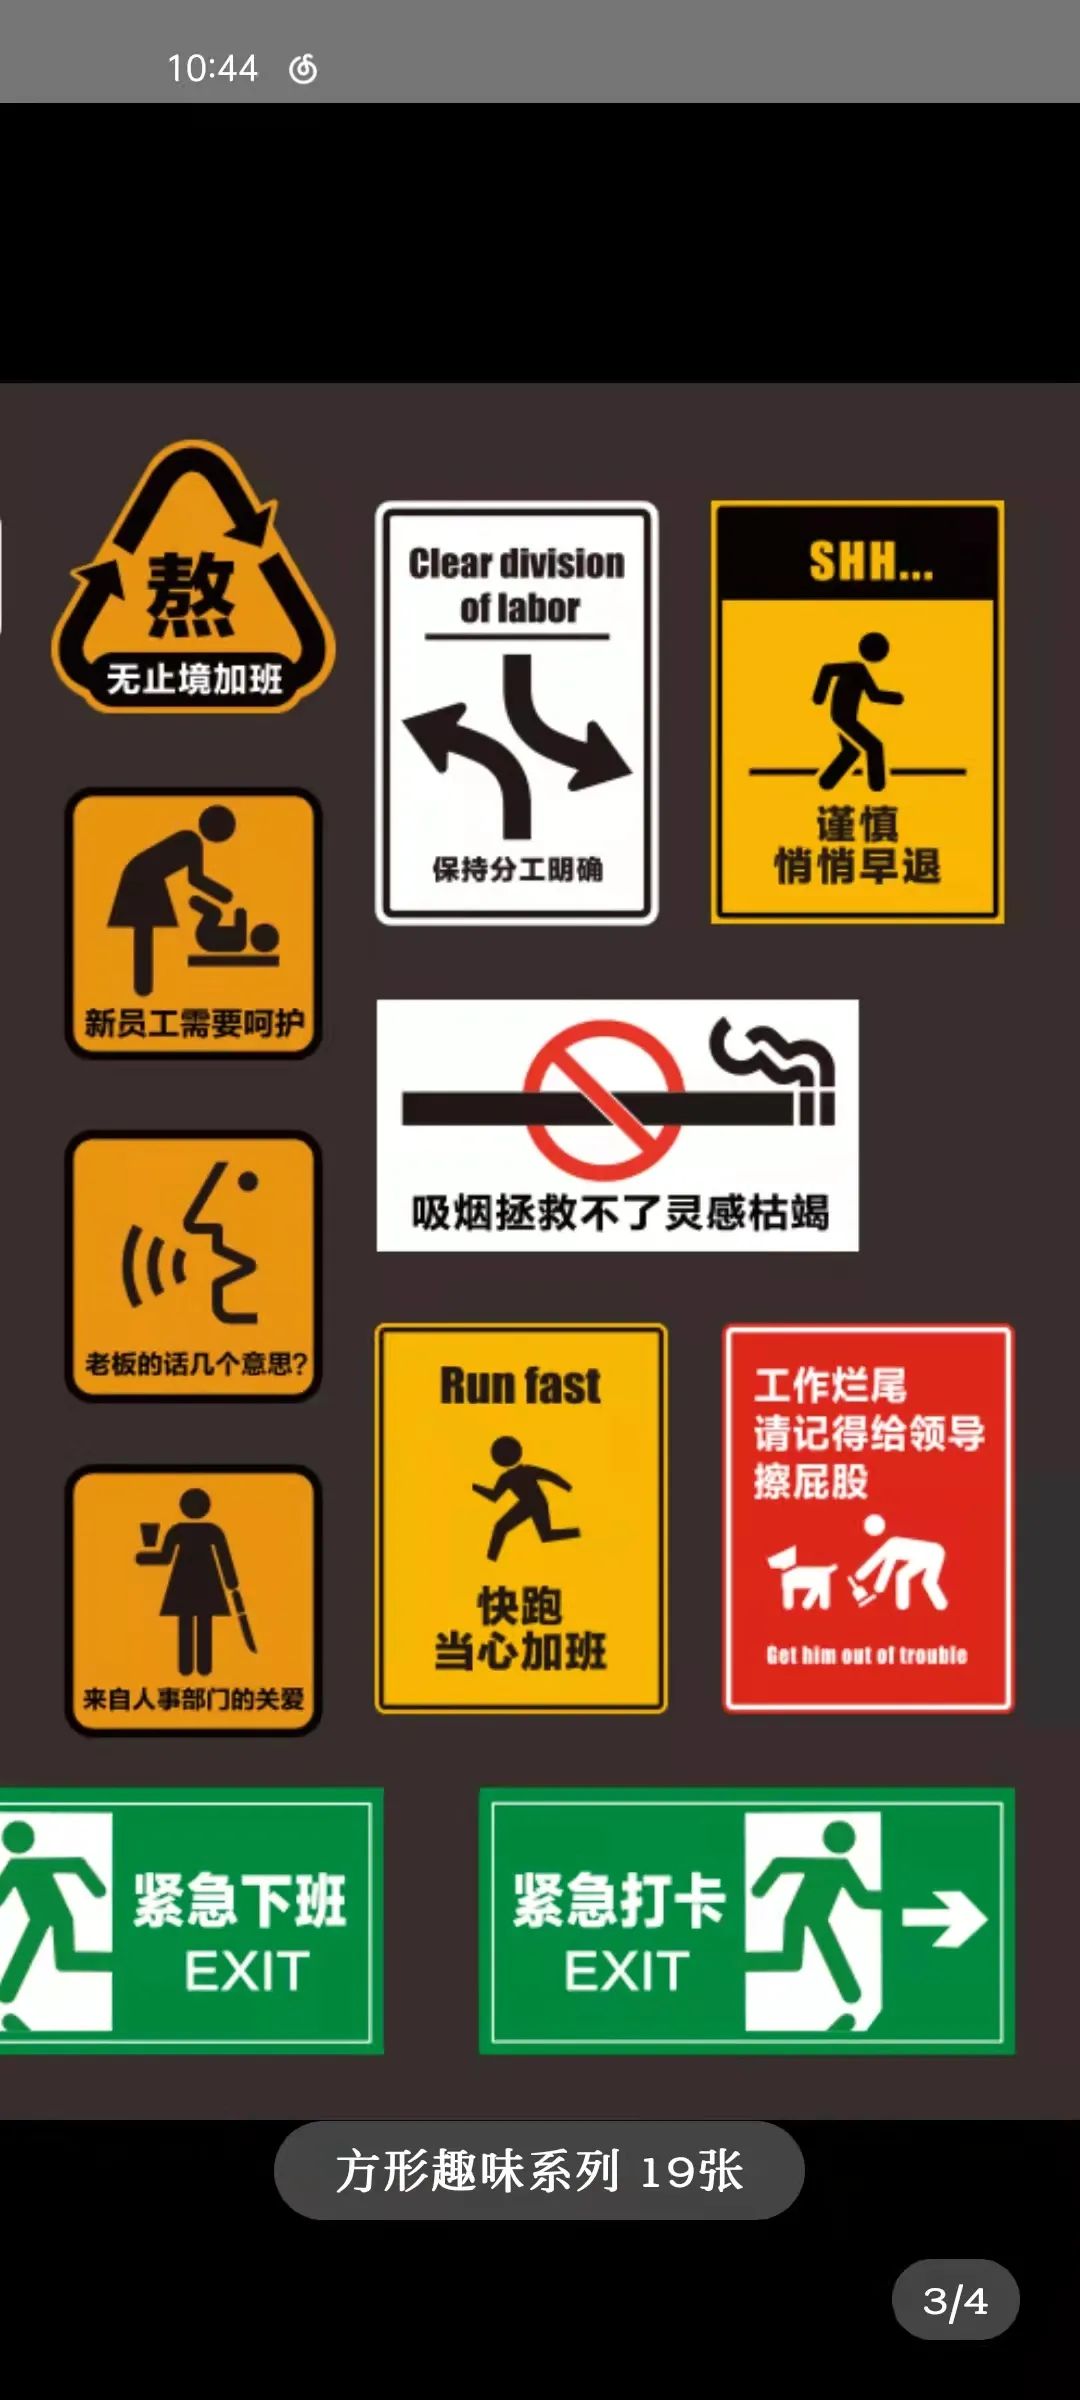 10:44
熬
无止境加班
Clear division
of labor
保持分工明确
SHH...
谨慎
悄悄早退
新员工需要呵护
吸烟拯救不了灵感枯竭
老板的话几个意思?
Run fast
快跑
当心加班
工作烂尾
请记得给领导
擦屁股
Get him out of trouble
来自人事部门的关爱
紧急下班
EXIT
紧急打卡
EXIT
方形趣味系列 19张
3/4